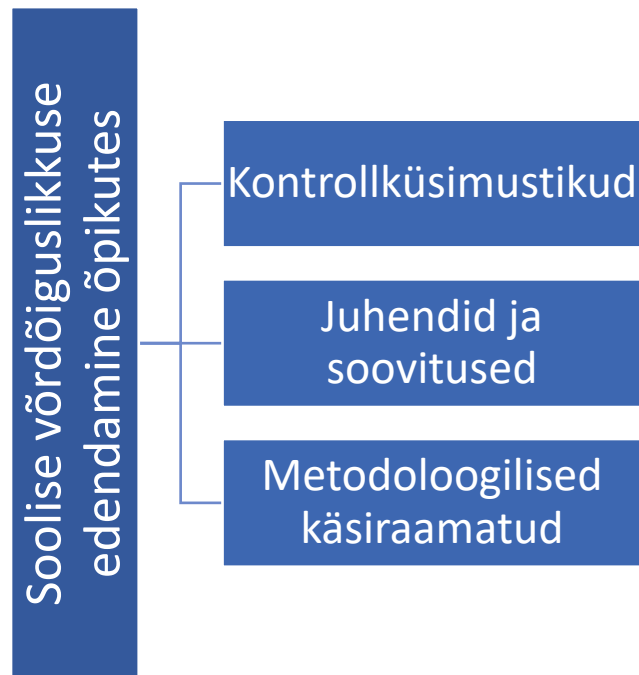 Soolise võrdõiguslikkuse
edendamine õpikutes
Kontrollküsimustikud
Juhendid ja
soovitused
Metodoloogilised
käsiraamatud